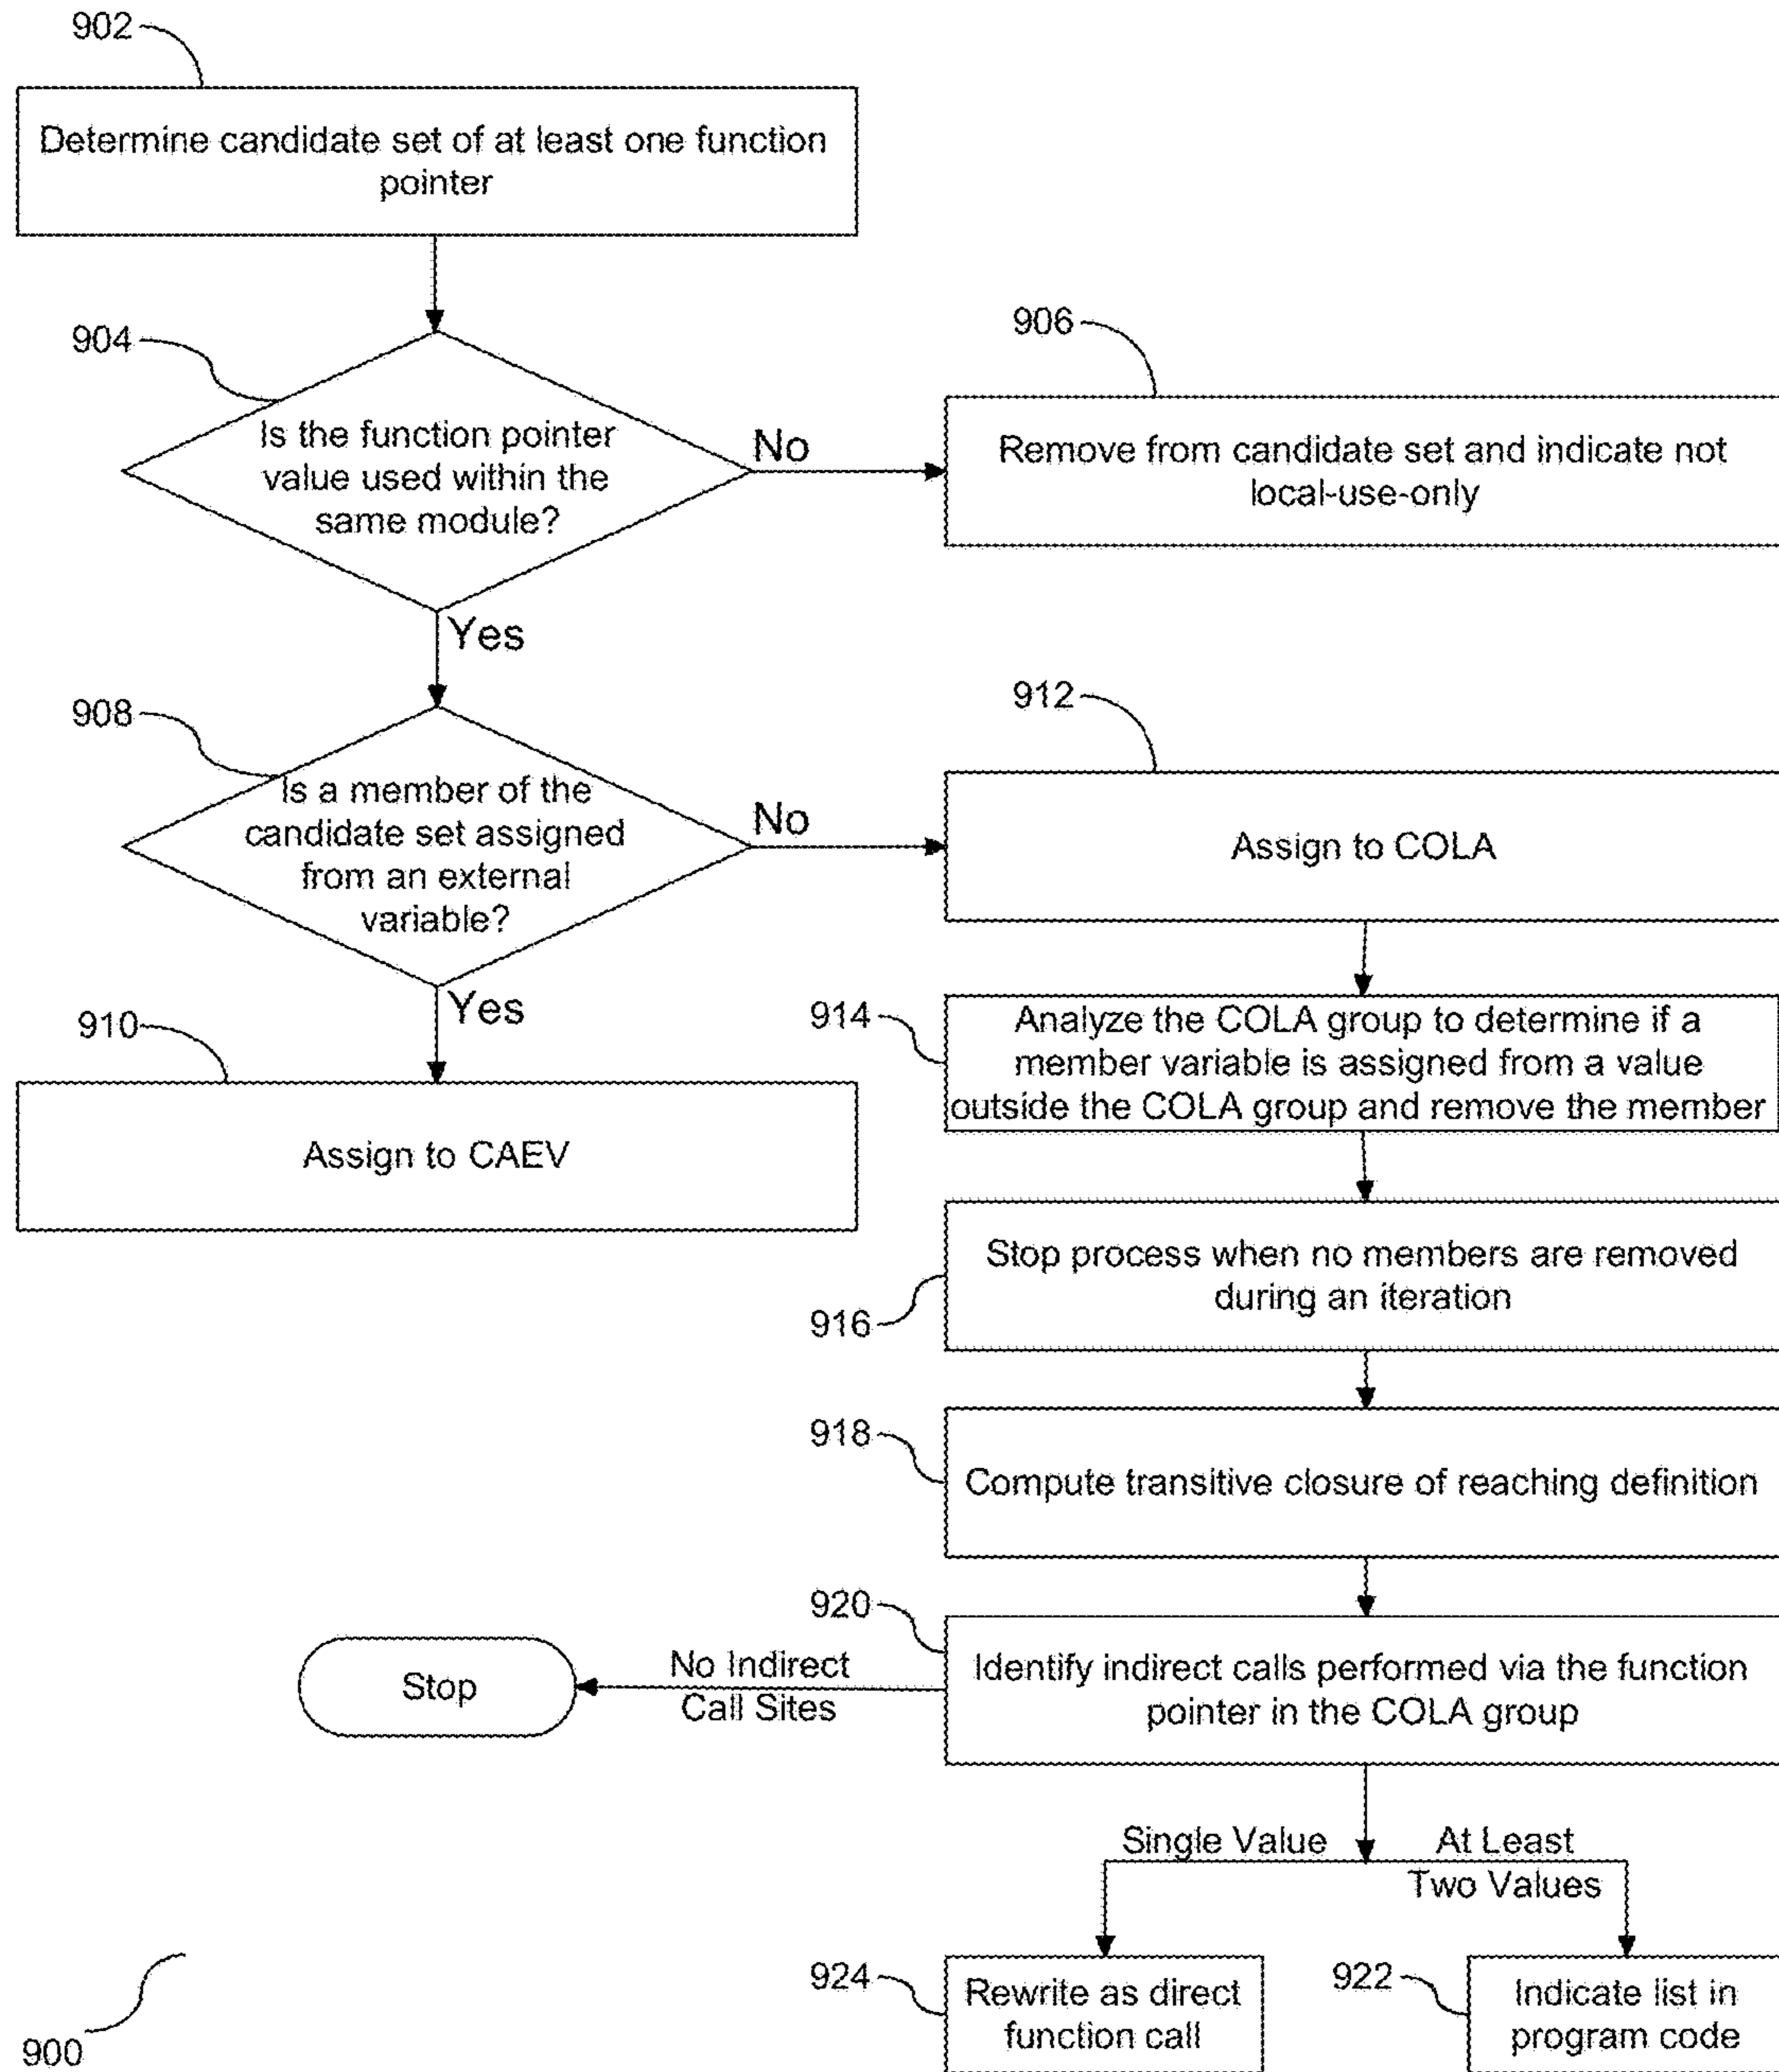 902
Determine candidate set of at least one function
pointer
904
Is the function pointer
value used within the
same module?
No
906
Remove from candidate set and indicate not
local-use-only
Yes
908
Is a member of the
candidate set assigned
from an external
variable?
No
912
Assign to COLA
Yes
910
Assign to CAEV
914
Analyze the COLA group to determine if a
member variable is assigned from a value
outside the COLA group and remove the member
916
Stop process when no members are removed
during an iteration
918
Compute transitive closure of reaching definition
920
Identify indirect calls performed via the function
pointer in the COLA group
No Indirect
Call Sites
Stop
Single Value
At Least
Two Values
924
Rewrite as direct
function call
922
Indicate list in
program code
900